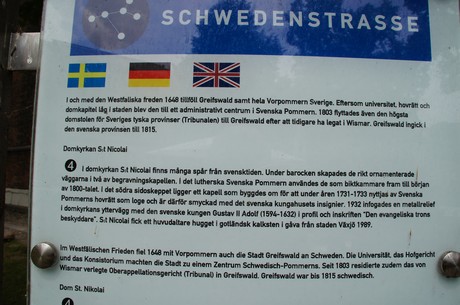 SCHWEDENSTRASSE
I och med den Westfaliska freden 1648 tillföll Greifswald samt hela Vorpommern Sverige. Eftersom universitet, hovrätt och
domkapitel låg i staden blev den till ett administrativt centrum i Svenska Pommern. 1803 flyttades även den högsta
domstolen för Sveriges tyska provinser (Tribunalen) till Greifswald efter att tidigare ha legat i Wismar. Greifswald ingick i
den svenska provinsen till 1815.
Domkyrkan S:t Nicolai
4 I domkyrkan S:t Nicolai finns många spår från svensktiden. Under barocken skapades de rikt ornamenterade
väggarna i två av begravningskapellen. I det lutherska Svenska Pommern användes de som biktkammare fram till början
av 1800-talet. I det södra sidoskeppet ligger ett kapell som byggdes om för att under åren 1731-1733 nyttjas av Svenska
Pommerns hovrätt som loge och är därför smyckad med det svenska kungahusets insignier. 1932 infogades en metallrelief
i domkyrkans yttervägg med den svenske kungen Gustav II Adolf (1594-1632) i profil och inskriften "Den evangeliska trons
beskyddare". S:t Nicolai fick ett huvudaltare hugget i gotländsk kalksten i gåva från staden Växjö 1989.
Im Westfälischen Frieden fiel 1648 mit Vorpommern auch die Stadt Greifswald an Schweden. Die Universität, das Hofgericht
und das Konsistorium machten die Stadt zu einem Zentrum Schwedisch-Pommerns. Seit 1803 residierte zudem das von
Wismar verlegte Oberappellationsgericht (Tribunal) in Greifswald. Greifswald war bis 1815 schwedisch.
Dom St. Nikolai